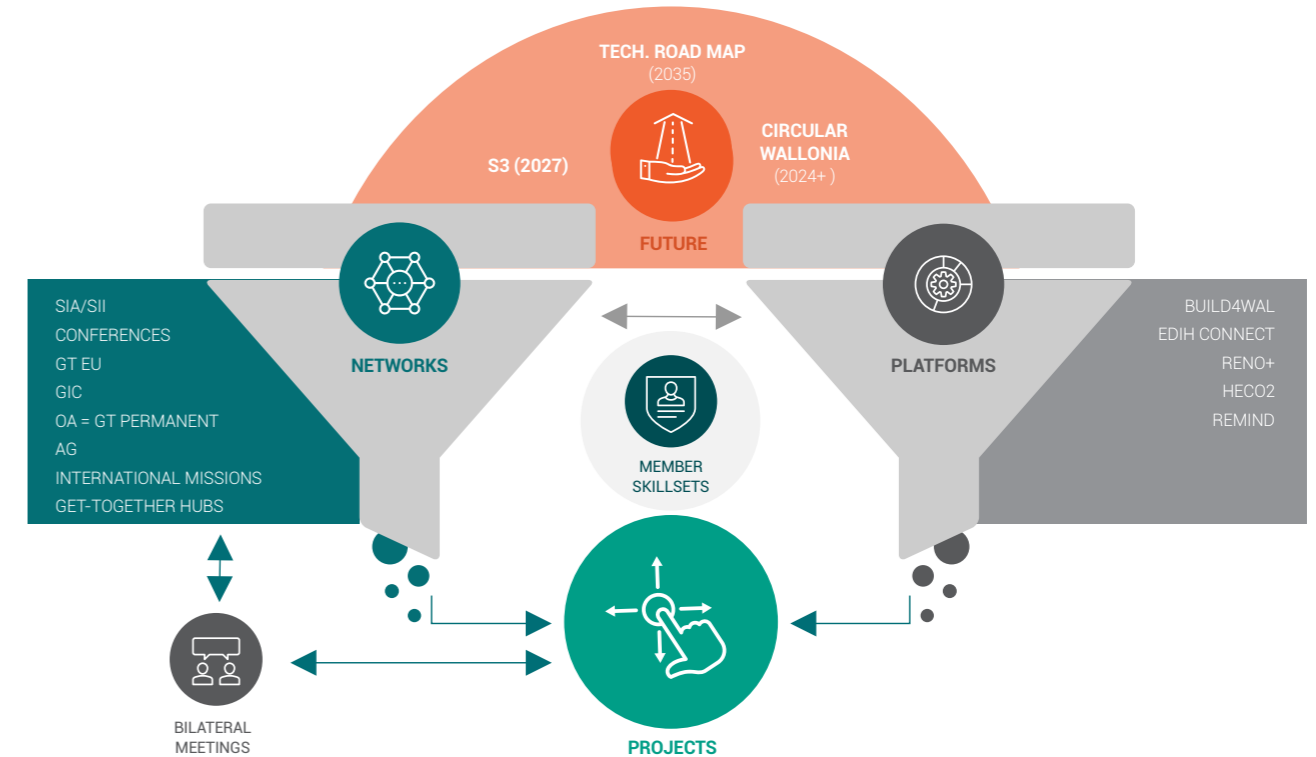 TECH. ROAD MAP
(2035)
S3 (2027)
CIRCULAR
WALLONIA
(2024+ )
FUTURE
NETWORKS
SIA/SII
CONFERENCES
GT EU
GIC
OA = GT PERMANENT
AG
INTERNATIONAL MISSIONS
GET-TOGETHER HUBS
PLATFORMS
BUILD4WAL
EDIH CONNECT
RENO+
HECO2
REMIND
MEMBER
SKILLSETS
BILATERAL
MEETINGS
PROJECTS